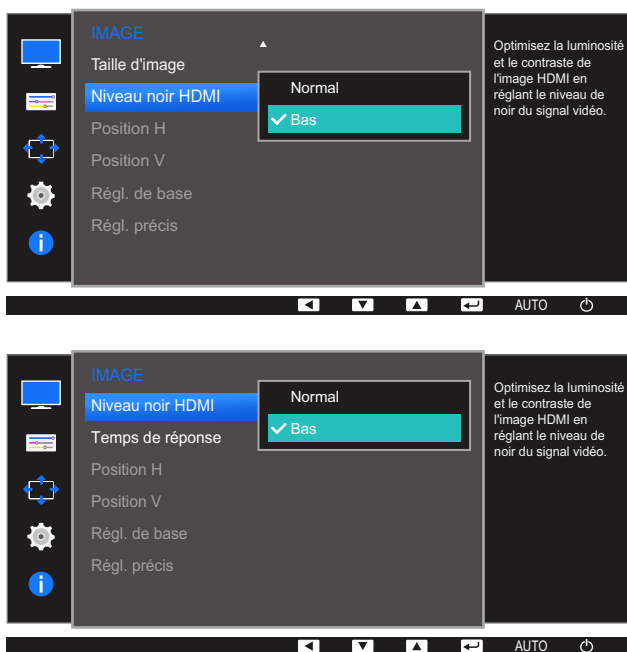 IMAGE
Taille d'image
Niveau noir HDMI
Normal
Bas
Position H
Position V
Régl. de base
Régl. précis
Optimisez la luminosité
et le contraste de
l'image HDMI en
réglant le niveau de
noir du signal vidéo.
AUTO
IMAGE
Niveau noir HDMI
Normal
Bas
Temps de réponse
Position H
Position V
Régl. de base
Régl. précis
Optimisez la luminosité
et le contraste de
l'image HDMI en
réglant le niveau de
noir du signal vidéo.
AUTO